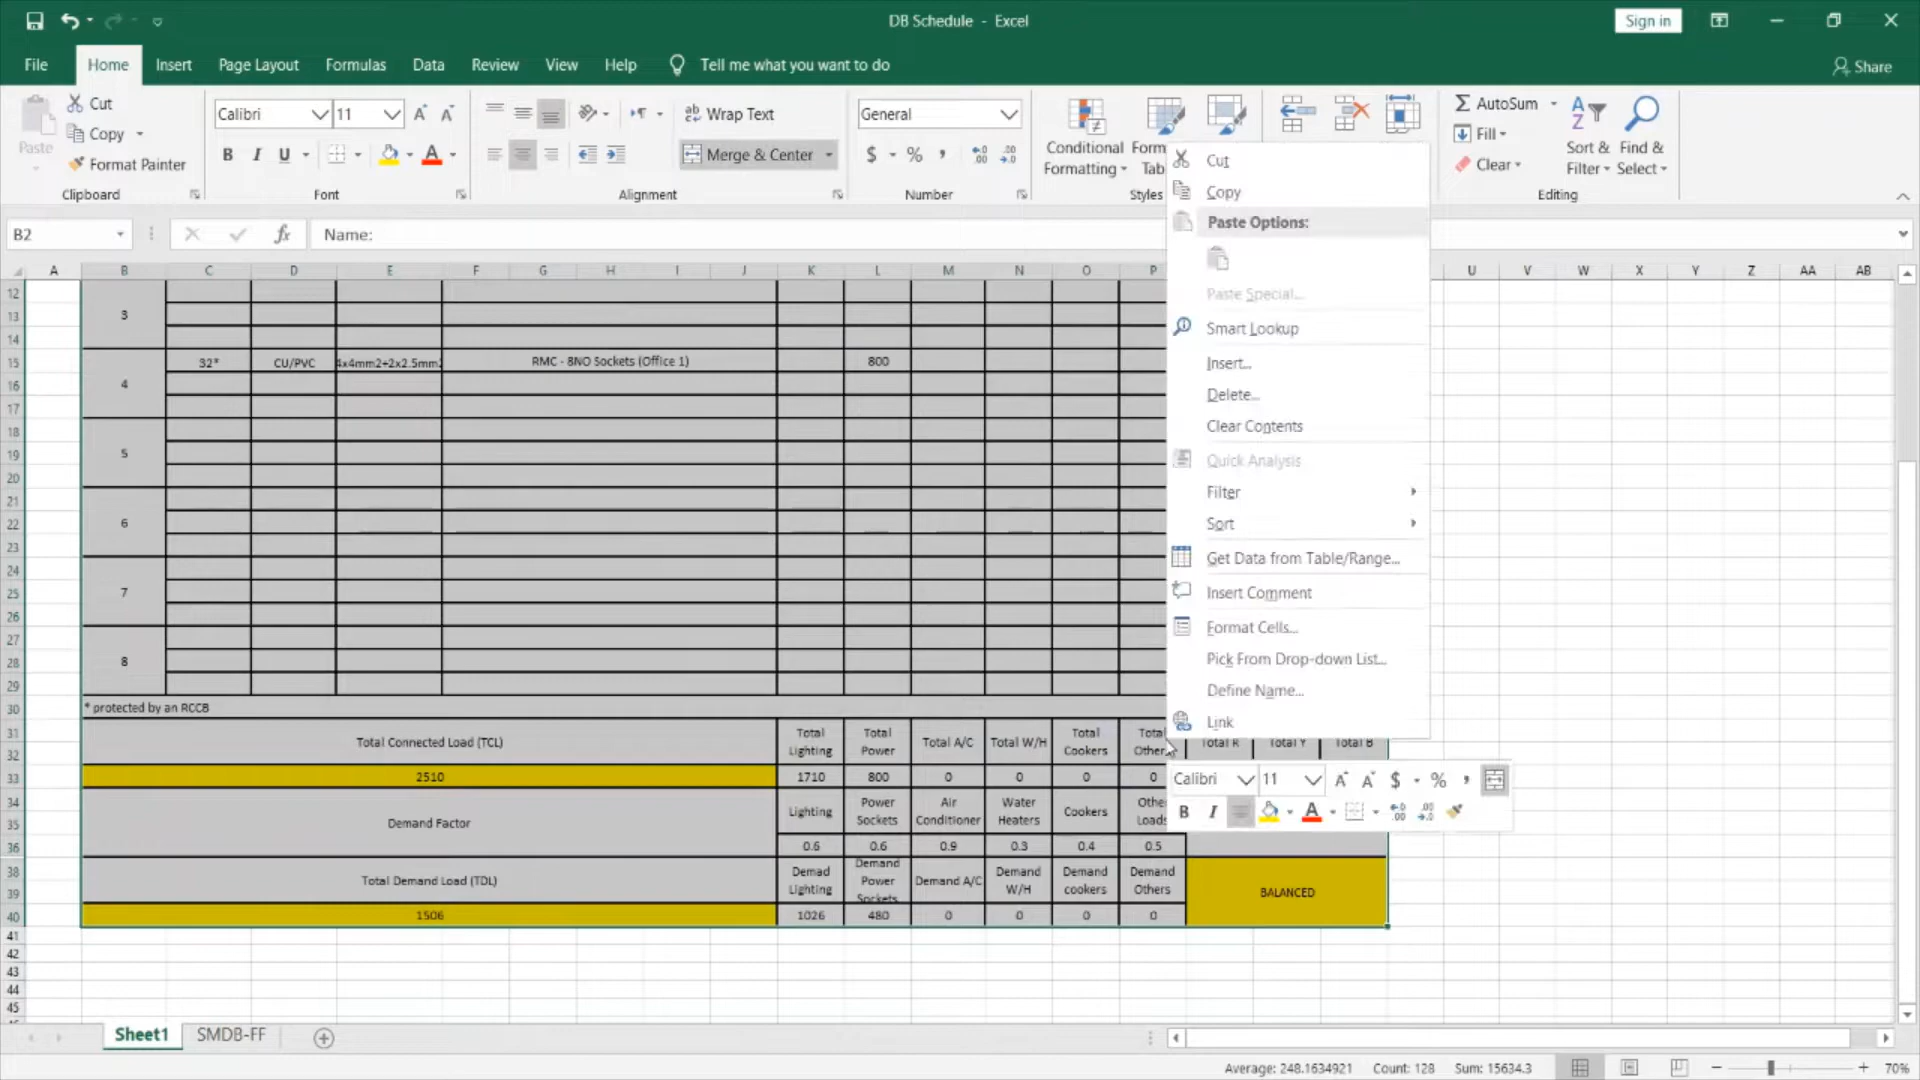 DB Schedule - Excel
Sign in
File Home Insert Page Layout Formulas Data Review View Help Tell me what you want to do
Share
Paste
Cut
Copy
Format Painter
Clipboard
Calibri 11
B I U A
Font
Wrap Text
Merge & Center
Alignment
General
$ % ,
Number
Conditional
Formatting
Form
Tab
Styles
AutoSum
Fill
Clear
Sort &
Filter
Find &
Select
Editing
B2
fx
Name:
A B C D E F G H I J K L M N O P U V W X Y Z AA AB
12
13 3
14
15 32* CU/PVC 4x4mm2+2x2.5mm2 RMC - 8NO Sockets (Office 1) 800
16 4
17
18
19 5
20
21
22 6
23
24
25 7
26
27
28 8
29
30 * protected by an RCCB
31
32
Total Connected Load (TCL)
Total
Lighting
Total
Power
Total A/C
Total W/H
Total
Cookers
Total
Others
Total R
Total Y
Total B
33 2510 1710 800 0 0 0 0
34
35
Demand Factor
Lighting
Power
Sockets
Air
Conditioner
Water
Heaters
Cookers
Other
Loads
36 0.6 0.6 0.9 0.3 0.4 0.5
38
39
Total Demand Load (TDL)
Demad
Lighting
Demand
Power
Sockets
Demand A/C
Demand
W/H
Demand
cookers
Demand
Others
BALANCED
40 1506 1026 480 0 0 0 0
41
42
43
44
45
Cut
Copy
Paste Options:
Paste Special...
Smart Lookup
Insert...
Delete...
Clear Contents
Quick Analysis
Filter
Sort
Get Data from Table/Range...
Insert Comment
Format Cells...
Pick From Drop-down List...
Define Name...
Link
Calibri 11 A A $ % ,
B I A
Sheet1 SMDB-FF
Average: 248.1634921 Count: 128 Sum: 15634.3
70%